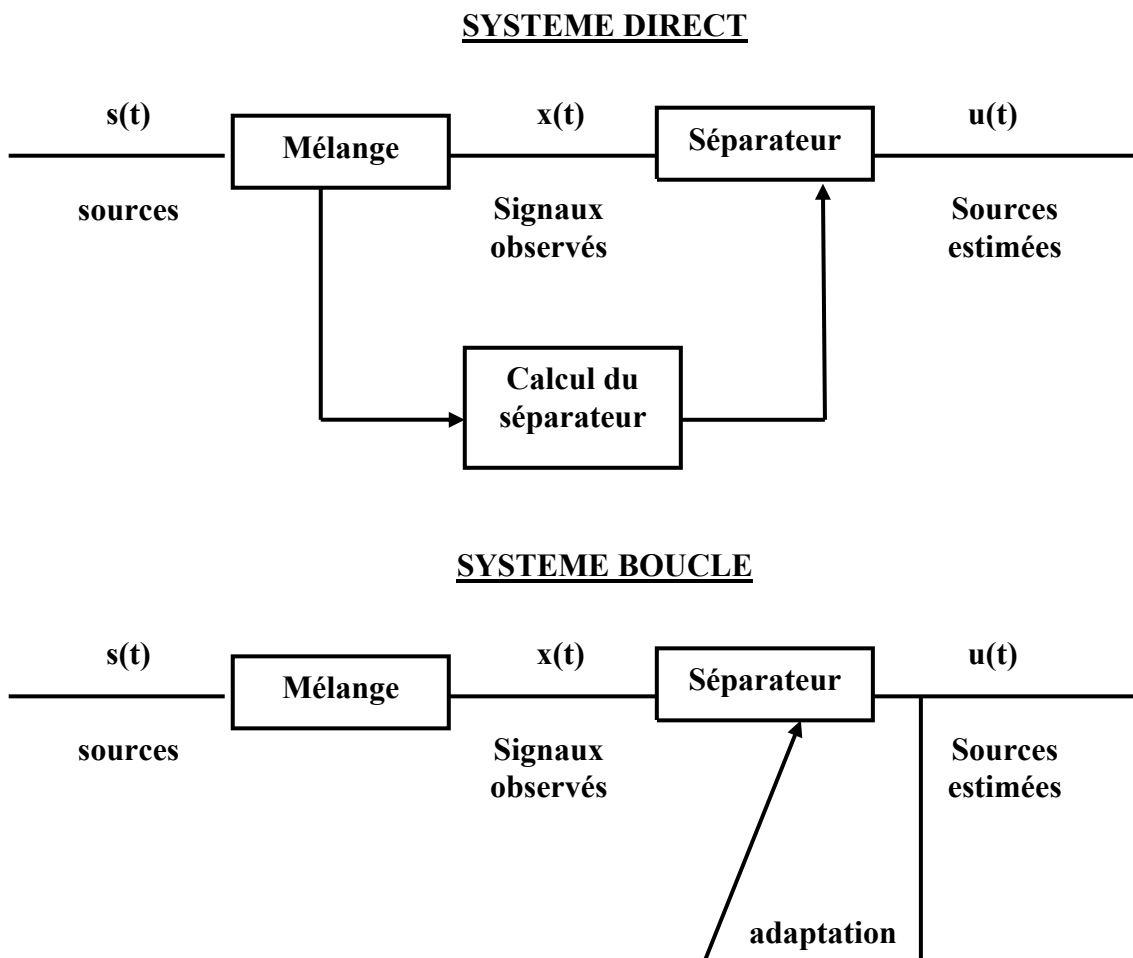 SYSTEME DIRECT
s(t)
x(t)
u(t)
Mélange
Séparateur
sources
Signaux
observés
Sources
estimées
Calcul du
séparateur
SYSTEME BOUCLE
s(t)
x(t)
u(t)
Mélange
Séparateur
sources
Signaux
observés
Sources
estimées
adaptation